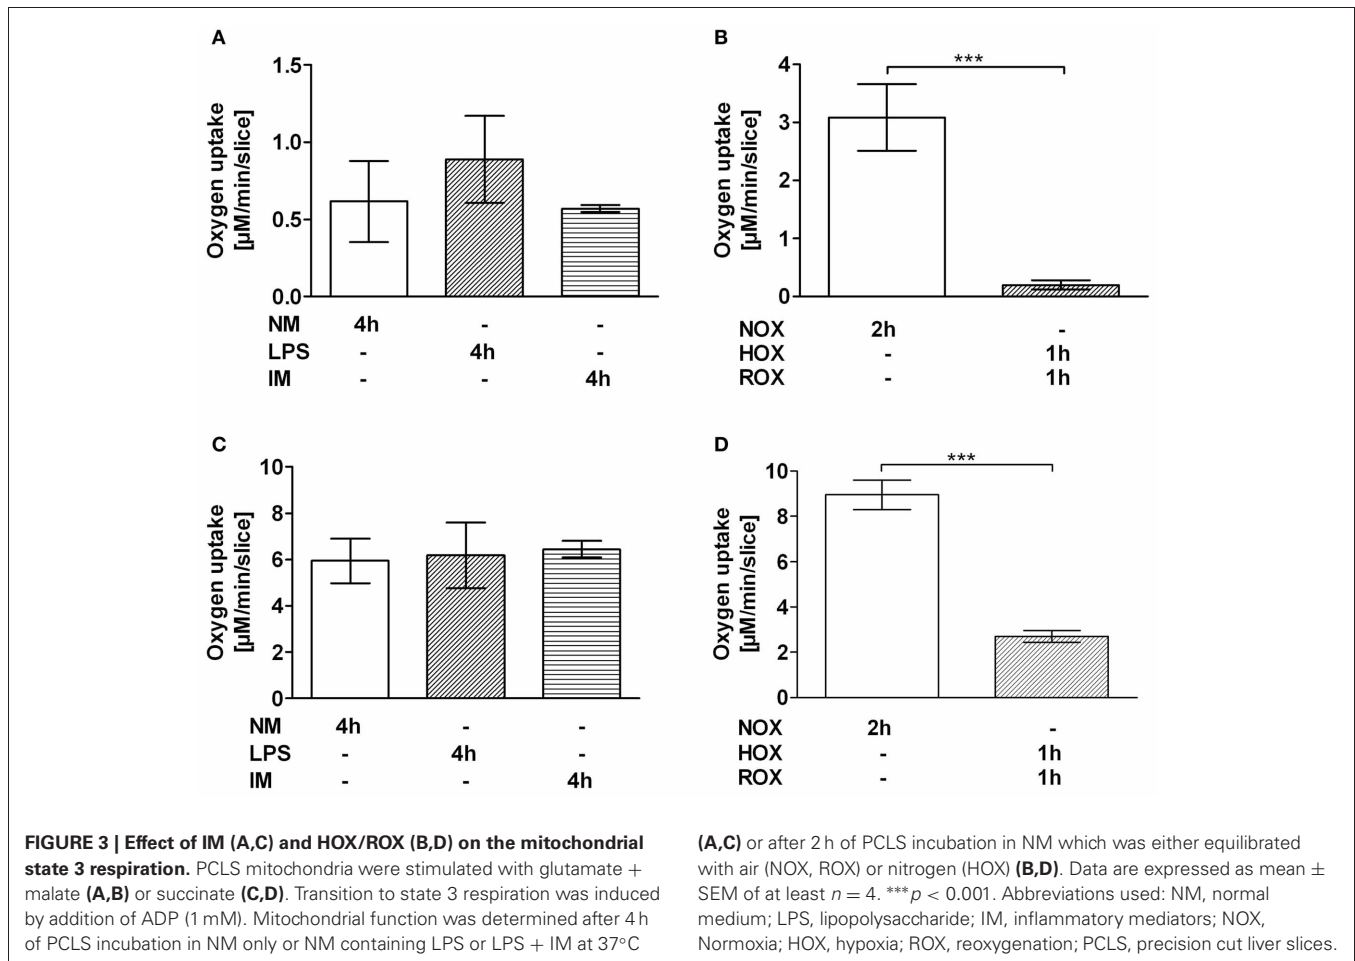 A
Oxygen uptake
[µM/min/slice]
1.5
1.0
0.5
0.0
NM 4h - -
LPS - 4h -
IM - - 4h
B
Oxygen uptake
[µM/min/slice]
4
3
2
1
0
***
NOX 2h -
HOX - 1h
ROX - 1h
C
Oxygen uptake
[µM/min/slice]
10
8
6
4
2
0
NM 4h - -
LPS - 4h -
IM - - 4h
D
Oxygen uptake
[µM/min/slice]
10
8
6
4
2
0
***
NOX 2h -
HOX - 1h
ROX - 1h
FIGURE 3 | Effect of IM (A,C) and HOX/ROX (B,D) on the mitochondrial
state 3 respiration. PCLS mitochondria were stimulated with glutamate +
malate (A,B) or succinate (C,D). Transition to state 3 respiration was induced
by addition of ADP (1 mM). Mitochondrial function was determined after 4 h
of PCLS incubation in NM only or NM containing LPS or LPS + IM at 37°C
(A,C) or after 2 h of PCLS incubation in NM which was either equilibrated
with air (NOX, ROX) or nitrogen (HOX) (B,D). Data are expressed as mean ±
SEM of at least n = 4. ***p < 0.001. Abbreviations used: NM, normal
medium; LPS, lipopolysaccharide; IM, inflammatory mediators; NOX,
Normoxia; HOX, hypoxia; ROX, reoxygenation; PCLS, precision cut liver slices.